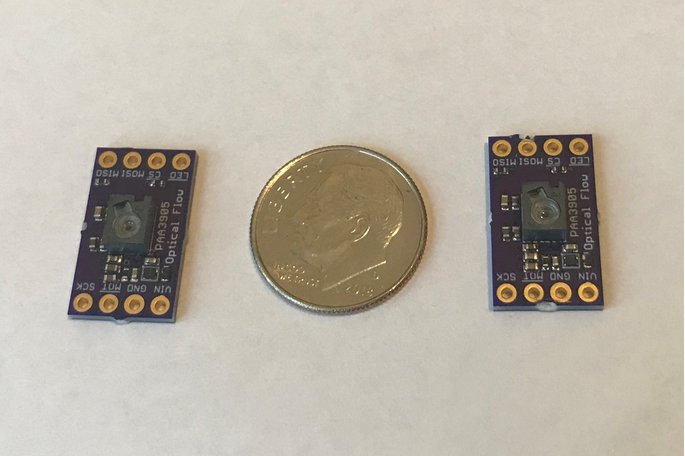 MISO
MOSI
CS
LED
PAA3905
Optical Flow
SCK
MOT
GND
VIN
LIBERTY
MISO
MOSI
CS
LED
PAA3905
Optical Flow
SCK
MOT
GND
VIN